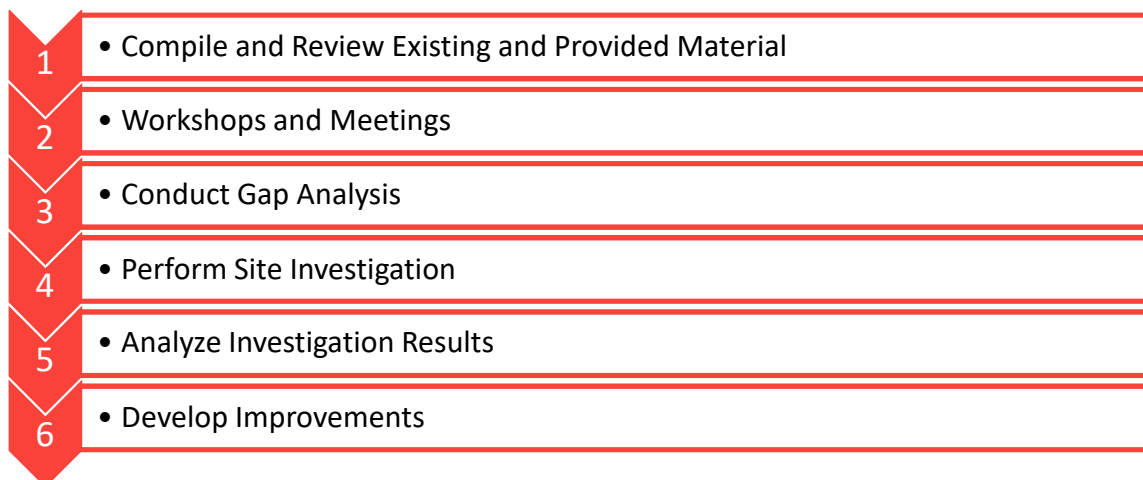 1 • Compile and Review Existing and Provided Material
2 • Workshops and Meetings
3 • Conduct Gap Analysis
4 • Perform Site Investigation
5 • Analyze Investigation Results
6 • Develop Improvements